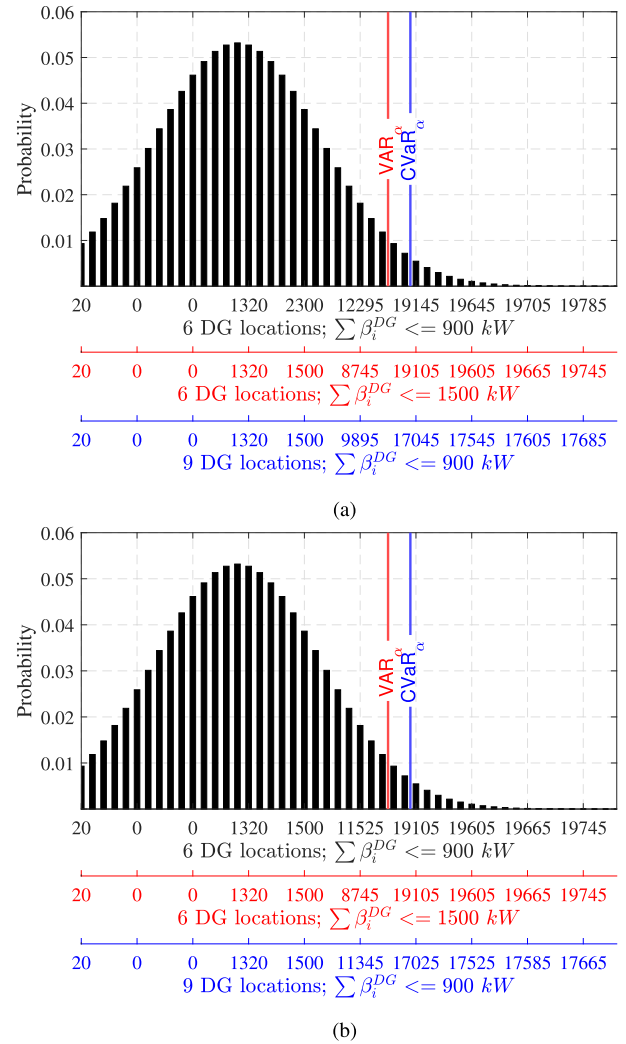 0.06
0.05
0.04
0.03
0.02
0.01
Probability
VAR_α
CVaR_α
20 0 0 1320 2300 12295 19145 19645 19705 19785
6 DG locations; ∑ β_i^{DG} <= 900 kW
20 0 0 1320 1500 8745 19105 19605 19665 19745
6 DG locations; ∑ β_i^{DG} <= 1500 kW
20 0 0 1320 1500 9895 17045 17545 17605 17685
9 DG locations; ∑ β_i^{DG} <= 900 kW
(a)
0.06
0.05
0.04
0.03
0.02
0.01
Probability
VAR_α
CVaR_α
20 0 0 1320 1500 11525 19105 19605 19665 19745
6 DG locations; ∑ β_i^{DG} <= 900 kW
20 0 0 1320 1500 8745 19105 19605 19665 19745
6 DG locations; ∑ β_i^{DG} <= 1500 kW
20 0 0 1320 1500 11345 17025 17525 17585 17665
9 DG locations; ∑ β_i^{DG} <= 900 kW
(b)